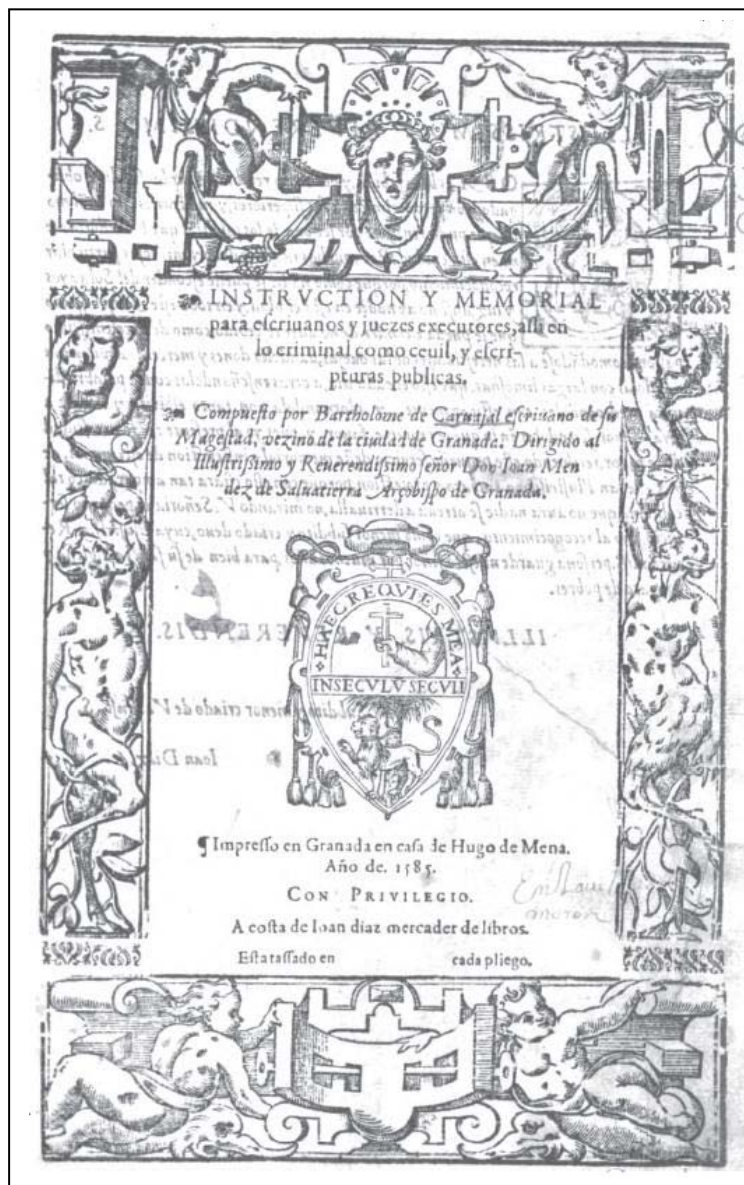 INSTRVCTION Y MEMORIAL
para escriuanos y juezes executores, assi en
lo criminal como ceuil, y escri-
pturas publicas.
Compuesto por Bartholome de Caruajal escriuano de su
Magestad, vezino de la ciudad de Granada. Dirigido al
Illustrissimo y Reuerendissimo señor Don Ioan Men
dez de Saluatierra Arçobispo de Granada.
HÆC REQVIES MEA
IN SECVLV̄ SECVLI
¶ Impresso en Granada en casa de Hugo de Mena.
Año de. 1585.
CON PRIVILEGIO.
A costa de Ioan diaz mercader de libros.
Esta tassado en cada pliego.